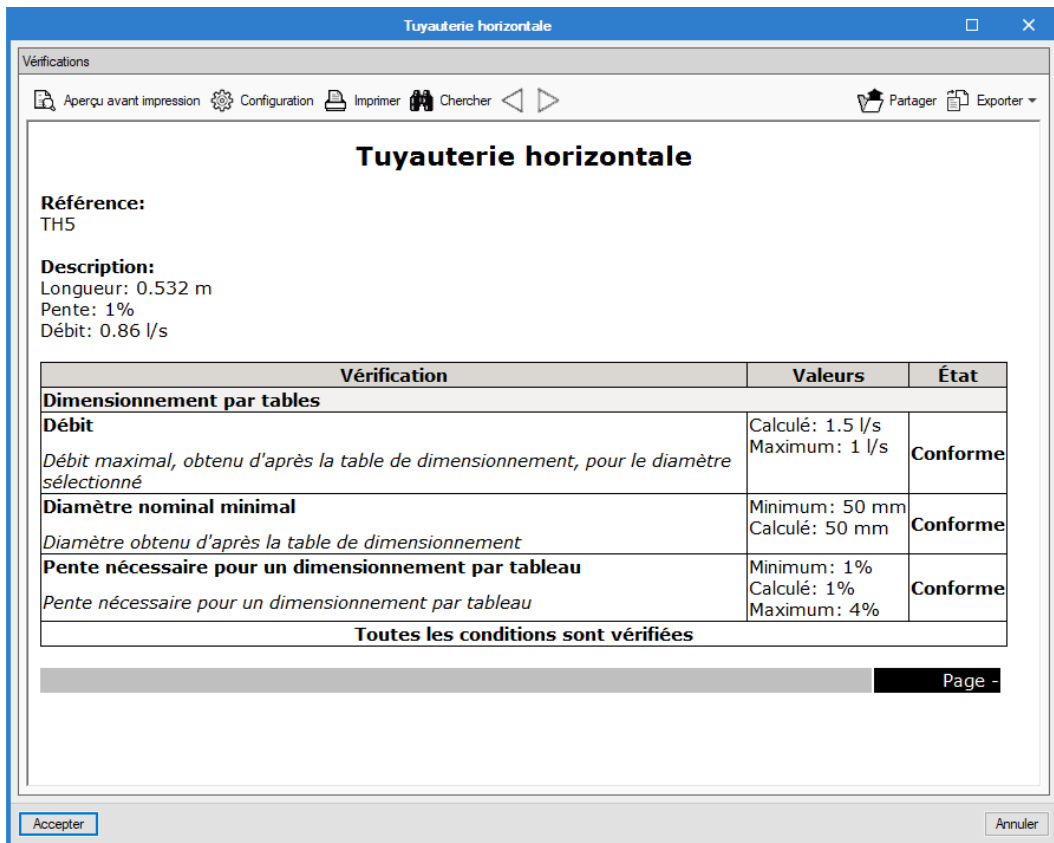 Tuyauterie horizontale
Vérifications
Aperçu avant impression Configuration Imprimer Chercher Partager Exporter
Tuyauterie horizontale
Référence:
TH5
Description:
Longueur: 0.532 m
Pente: 1%
Débit: 0.86 l/s
Vérification Valeurs État
Dimensionnement par tables
Débit
Débit maximal, obtenu d'après la table de dimensionnement, pour le diamètre
sélectionné
Calculé: 1.5 l/s
Maximum: 1 l/s
Conforme
Diamètre nominal minimal
Diamètre obtenu d'après la table de dimensionnement
Minimum: 50 mm
Calculé: 50 mm
Conforme
Pente nécessaire pour un dimensionnement par tableau
Pente nécessaire pour un dimensionnement par tableau
Minimum: 1%
Calculé: 1%
Maximum: 4%
Conforme
Toutes les conditions sont vérifiées
Page -
Accepter Annuler